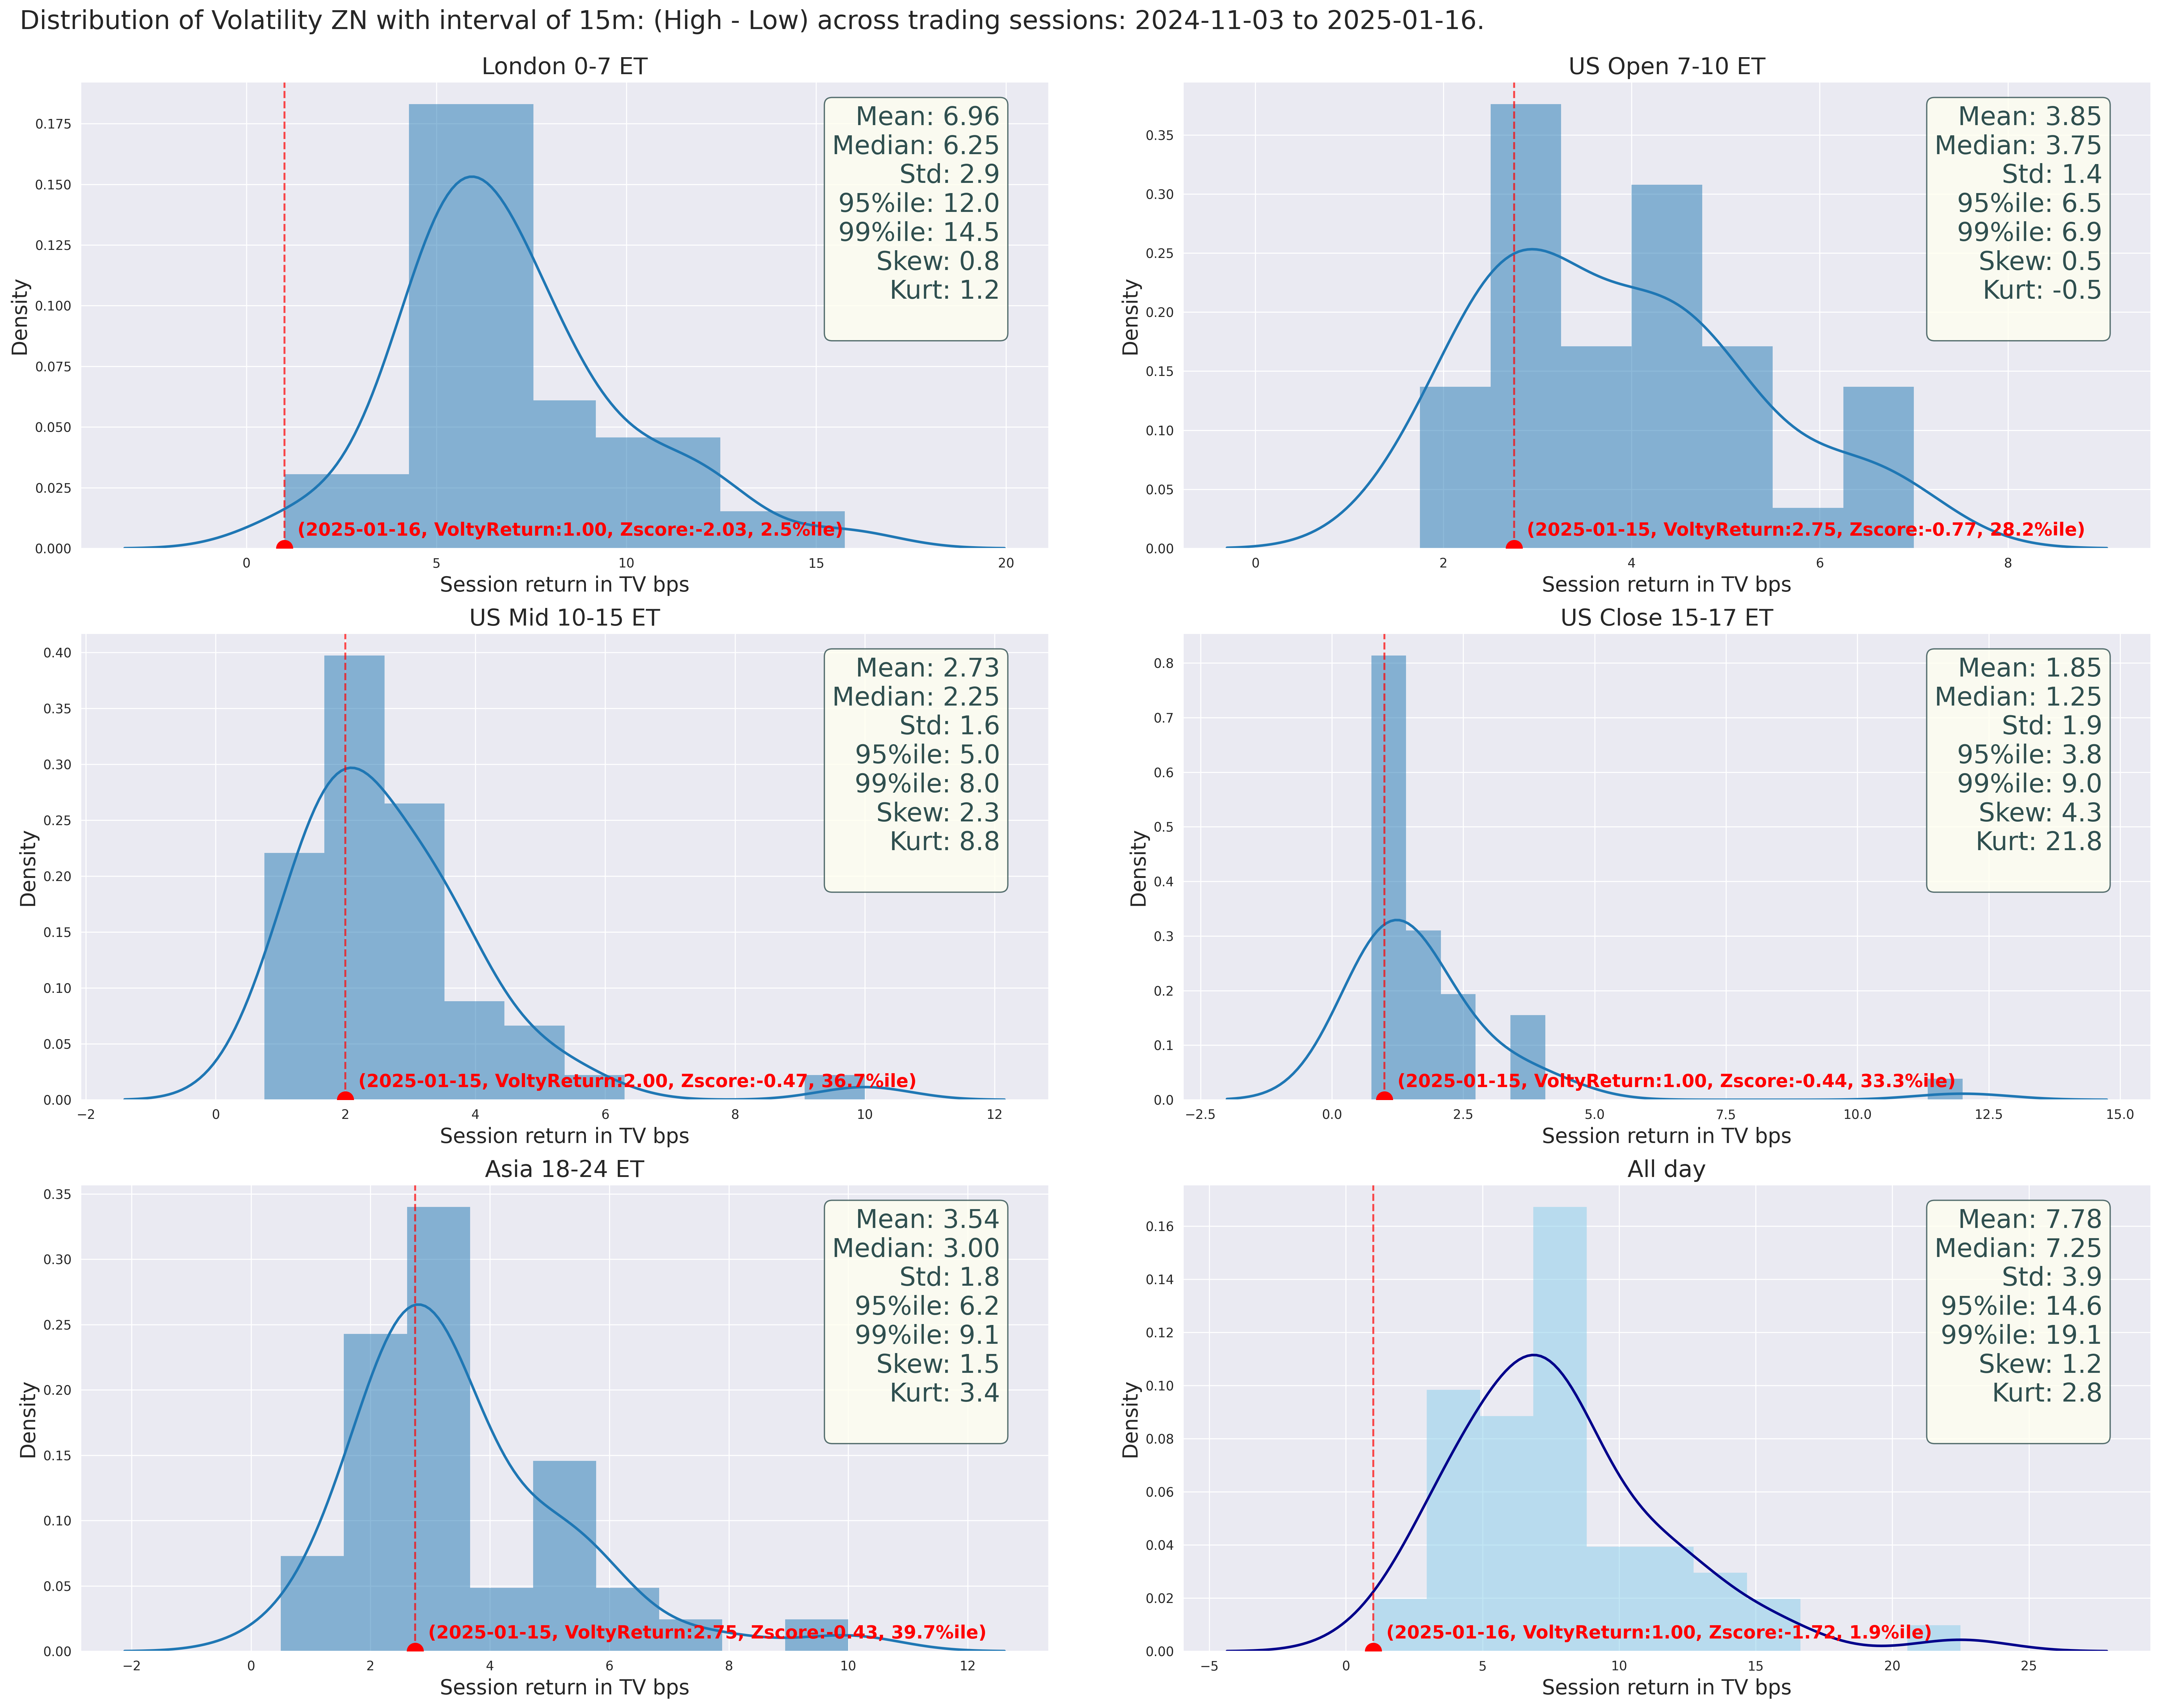 Distribution of Volatility ZN with interval of 15m: (High - Low) across trading sessions: 2024-11-03 to 2025-01-16.
London 0-7 ET
Density
0.175
0.150
0.125
0.100
0.075
0.050
0.025
0.000
Mean: 6.96
Median: 6.25
Std: 2.9
95%ile: 12.0
99%ile: 14.5
Skew: 0.8
Kurt: 1.2
(2025-01-16, VoltyReturn:1.00, Zscore:-2.03, 2.5%ile)
0 5 10 15 20
Session return in TV bps
US Open 7-10 ET
Density
0.35
0.30
0.25
0.20
0.15
0.10
0.05
0.00
Mean: 3.85
Median: 3.75
Std: 1.4
95%ile: 6.5
99%ile: 6.9
Skew: 0.5
Kurt: -0.5
(2025-01-15, VoltyReturn:2.75, Zscore:-0.77, 28.2%ile)
0 2 4 6 8
Session return in TV bps
US Mid 10-15 ET
Density
0.40
0.35
0.30
0.25
0.20
0.15
0.10
0.05
0.00
Mean: 2.73
Median: 2.25
Std: 1.6
95%ile: 5.0
99%ile: 8.0
Skew: 2.3
Kurt: 8.8
(2025-01-15, VoltyReturn:2.00, Zscore:-0.47, 36.7%ile)
−2 0 2 4 6 8 10 12
Session return in TV bps
US Close 15-17 ET
Density
0.8
0.7
0.6
0.5
0.4
0.3
0.2
0.1
0.0
Mean: 1.85
Median: 1.25
Std: 1.9
95%ile: 3.8
99%ile: 9.0
Skew: 4.3
Kurt: 21.8
(2025-01-15, VoltyReturn:1.00, Zscore:-0.44, 33.3%ile)
−2.5 0.0 2.5 5.0 7.5 10.0 12.5 15.0
Session return in TV bps
Asia 18-24 ET
Density
0.35
0.30
0.25
0.20
0.15
0.10
0.05
0.00
Mean: 3.54
Median: 3.00
Std: 1.8
95%ile: 6.2
99%ile: 9.1
Skew: 1.5
Kurt: 3.4
(2025-01-15, VoltyReturn:2.75, Zscore:-0.43, 39.7%ile)
−2 0 2 4 6 8 10 12
Session return in TV bps
All day
Density
0.16
0.14
0.12
0.10
0.08
0.06
0.04
0.02
0.00
Mean: 7.78
Median: 7.25
Std: 3.9
95%ile: 14.6
99%ile: 19.1
Skew: 1.2
Kurt: 2.8
(2025-01-16, VoltyReturn:1.00, Zscore:-1.72, 1.9%ile)
−5 0 5 10 15 20 25
Session return in TV bps